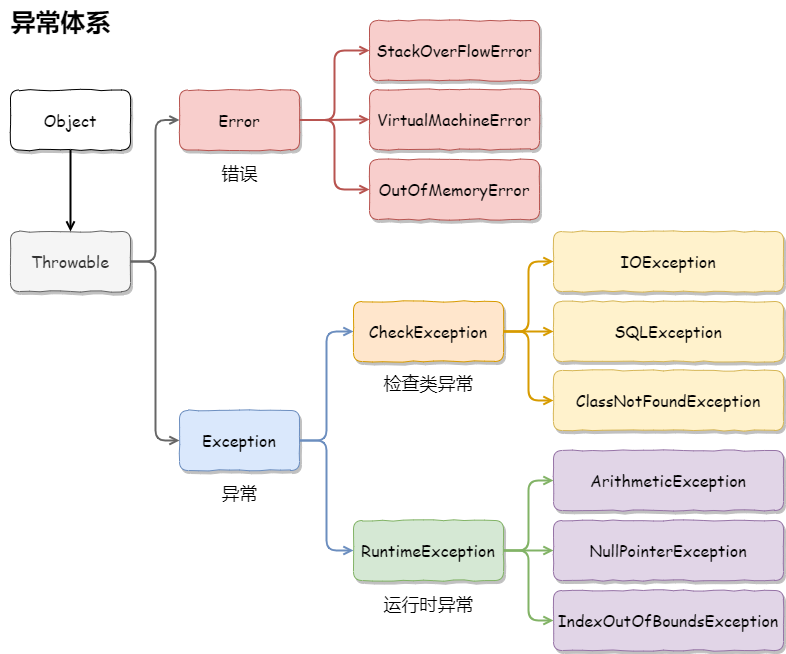 异常体系
Object
Throwable
Error
错误
StackOverFlowError
VirtualMachineError
OutOfMemoryError
Exception
异常
CheckException
检查类异常
IOException
SQLException
ClassNotFoundException
RuntimeException
运行时异常
ArithmeticException
NullPointerException
IndexOutOfBoundsException